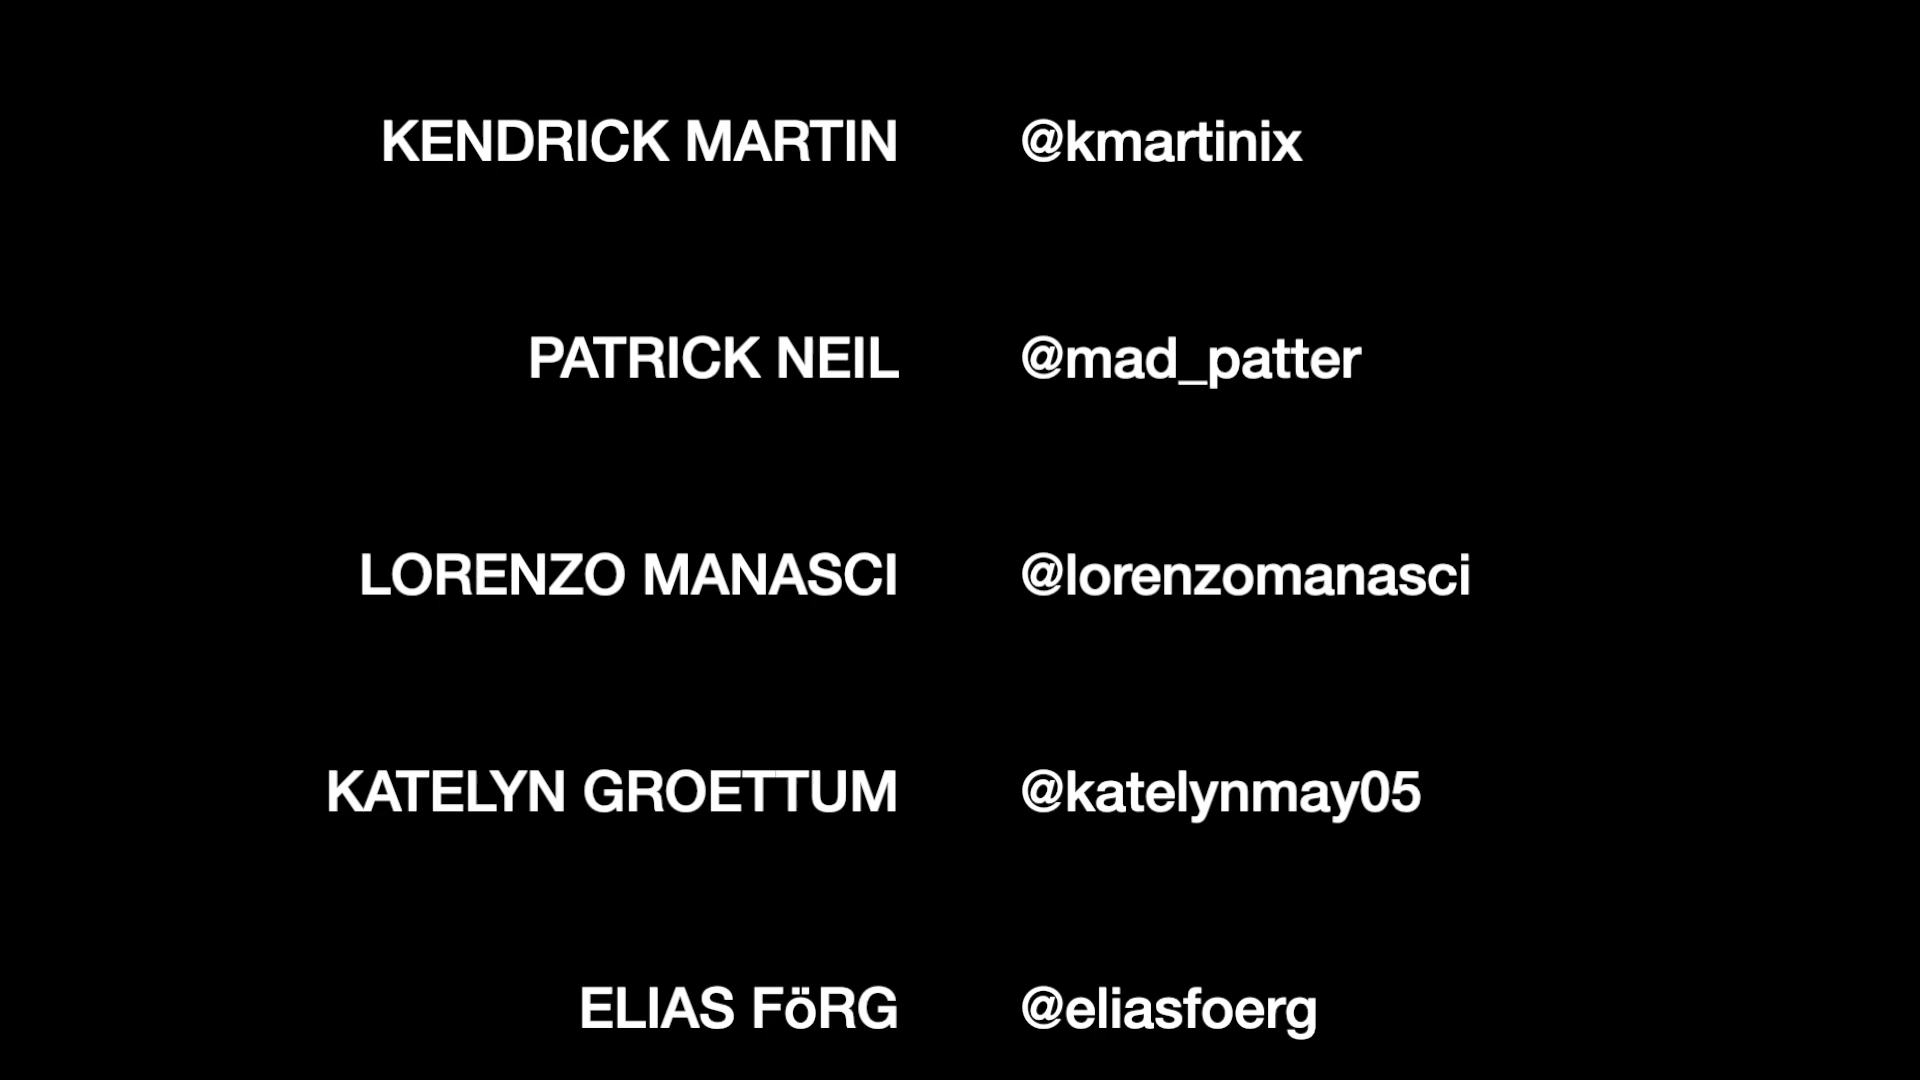 KENDRICK MARTIN @kmartinix
PATRICK NEIL @mad_patter
LORENZO MANASCI @lorenzomanasci
KATELYN GROETTUM @katelynmay05
ELIAS FöRG @eliasfoerg